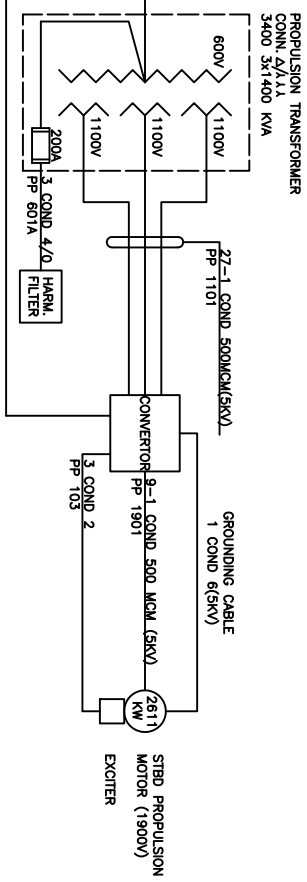 PROPULSION TRANSFORMER
CONN. Δ/⅄⅄⅄
3400 3x1400 KVA
600V
1100V
1100V
1100V
200A
3 COND 4/0
PP 601A
HARM.
FILTER
27-1 COND 500MCM(5KV)
PP 1101
CONVERTOR
GROUNDING CABLE
1 COND 6(5KV)
9-1 COND 500 MCM (5KV)
PP 1901
3 COND 2
PP 103
2611
KW
STBD PROPULSION
MOTOR (1900V)
EXCITER